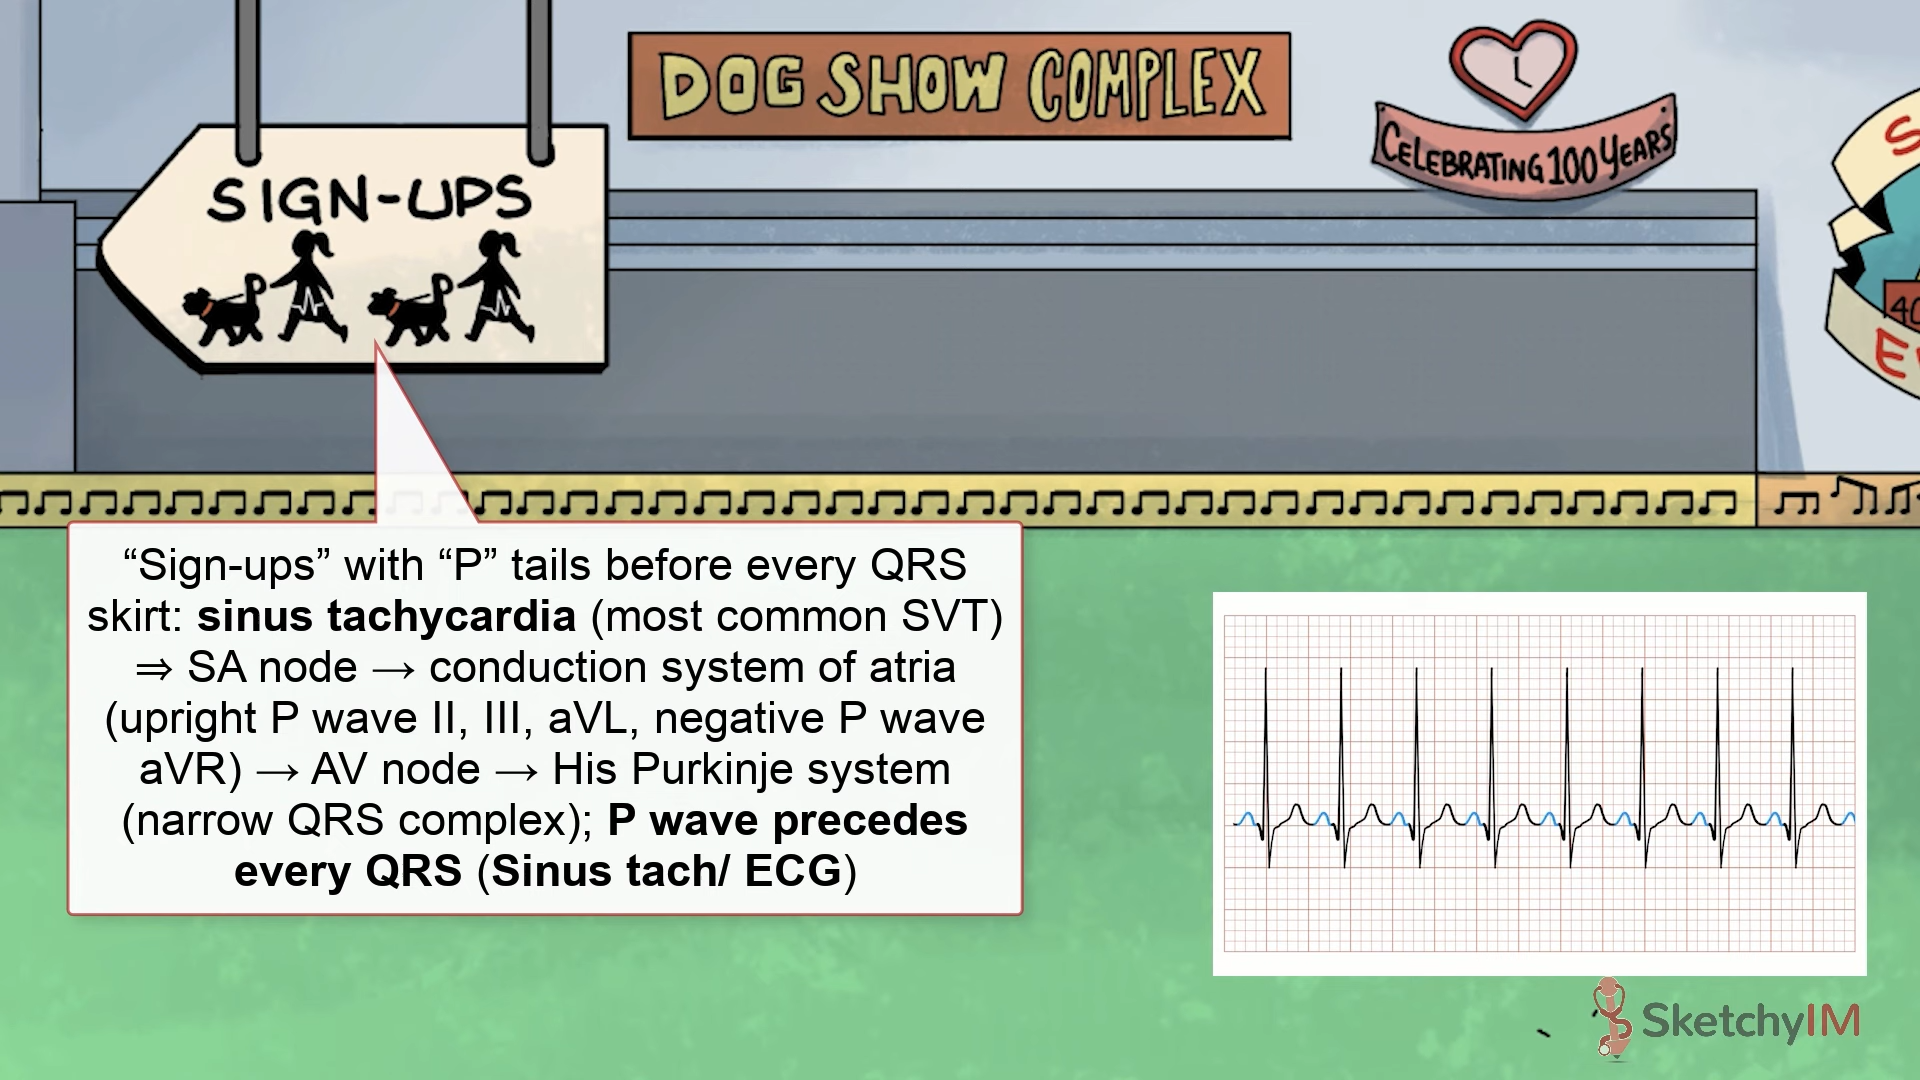 DOG SHOW COMPLEX
CELEBRATING 100 YEARS
SIGN-UPS
40
“Sign-ups” with “P” tails before every QRS
skirt: sinus tachycardia (most common SVT)
⇒ SA node → conduction system of atria
(upright P wave II, III, aVL, negative P wave
aVR) → AV node → His Purkinje system
(narrow QRS complex); P wave precedes
every QRS (Sinus tach/ ECG)
SketchyIM